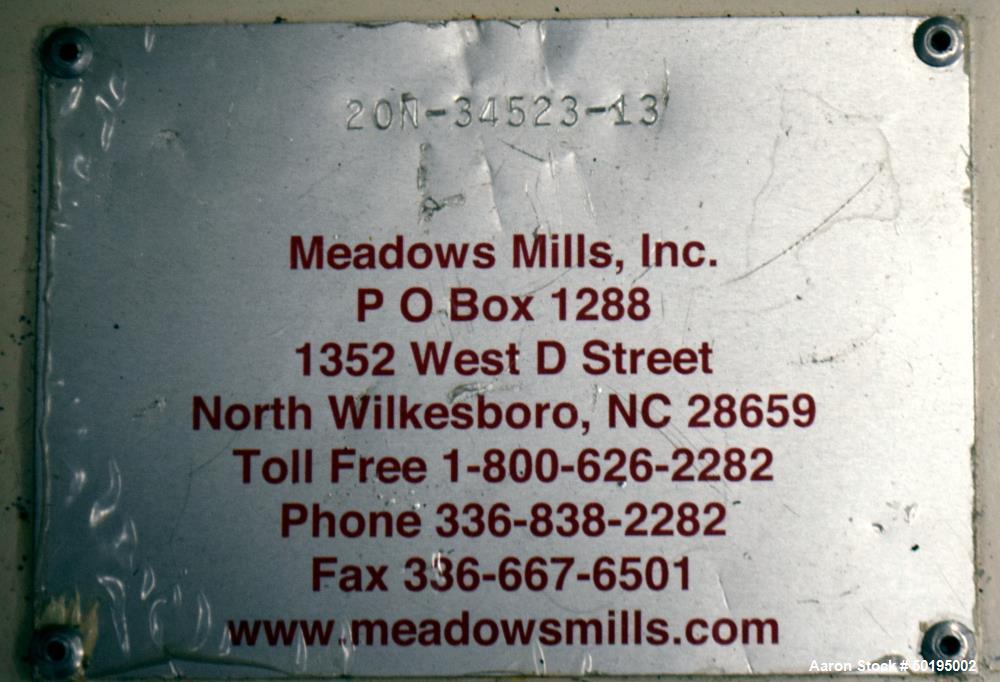 20N-34523-13
Meadows Mills, Inc.
P O Box 1288
1352 West D Street
North Wilkesboro, NC 28659
Toll Free 1-800-626-2282
Phone 336-838-2282
Fax 336-667-6501
www.meadowsmills.com
Aaron Stock # 50195002